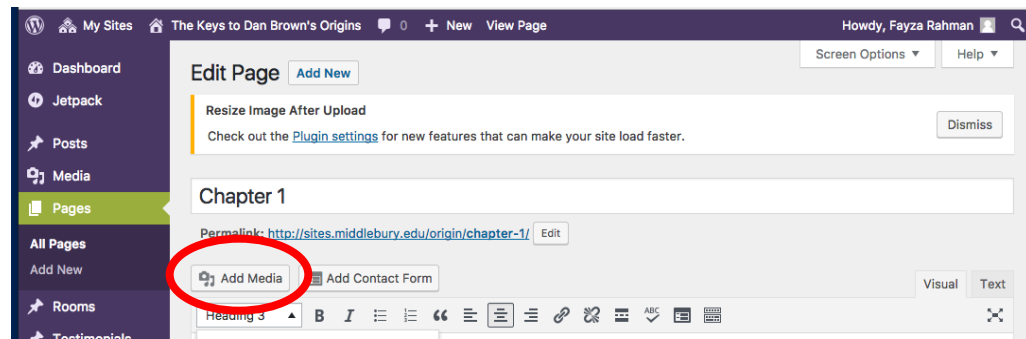 My Sites The Keys to Dan Brown's Origins 0 + New View Page Howdy, Fayza Rahman
Screen Options ▼ Help ▼
Dashboard
Edit Page Add New
Jetpack
Resize Image After Upload
Check out the Plugin settings for new features that can make your site load faster.
Dismiss
Posts
Media
Pages
Chapter 1
Permalink: http://sites.middlebury.edu/origin/chapter-1/ Edit
All Pages
Add New
Add Media Add Contact Form
Visual Text
Rooms
Heading 3 B I ABC
Testimonials